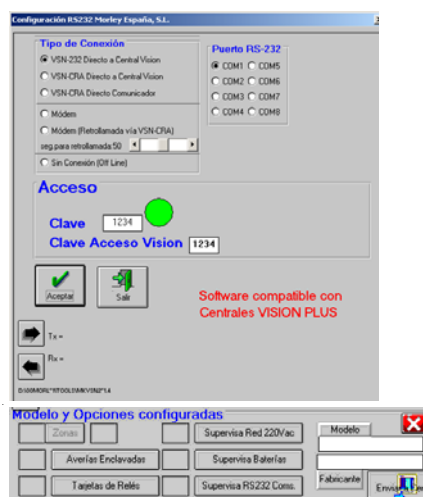 Configuración RS232 Morley España, S.L.
Tipo de Conexión
VSN-232 Directo a Central Vision
VSN-CRA Directo a Central Vision
VSN-CRA Directo Comunicador
Módem
Módem (Retrollamada vía VSN-CRA)
seg.para retrollamada:50
Sin Conexión (Off Line)
Puerto RS-232
COM1 COM5
COM2 COM6
COM3 COM7
COM4 COM8
Acceso
Clave 1234
Clave Acceso Vision 1234
Aceptar
Salir
Software compatible con
Centrales VISION PLUS
Tx =
Rx =
Modelo y Opciones configuradas
Zonas
Supervisa Red 220Vac
Modelo
Averías Enclavadas
Supervisa Baterías
Tarjetas de Relés
Supervisa RS232 Coms.
Fabricante